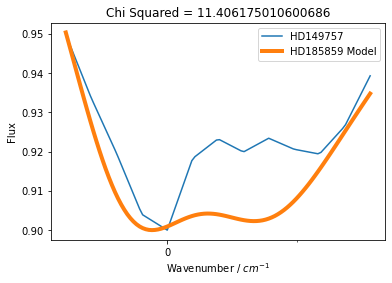 Chi Squared = 11.406175010600686
HD149757
HD185859 Model
Flux
0.95
0.94
0.93
0.92
0.91
0.90
0
Wavenumber / cm⁻¹